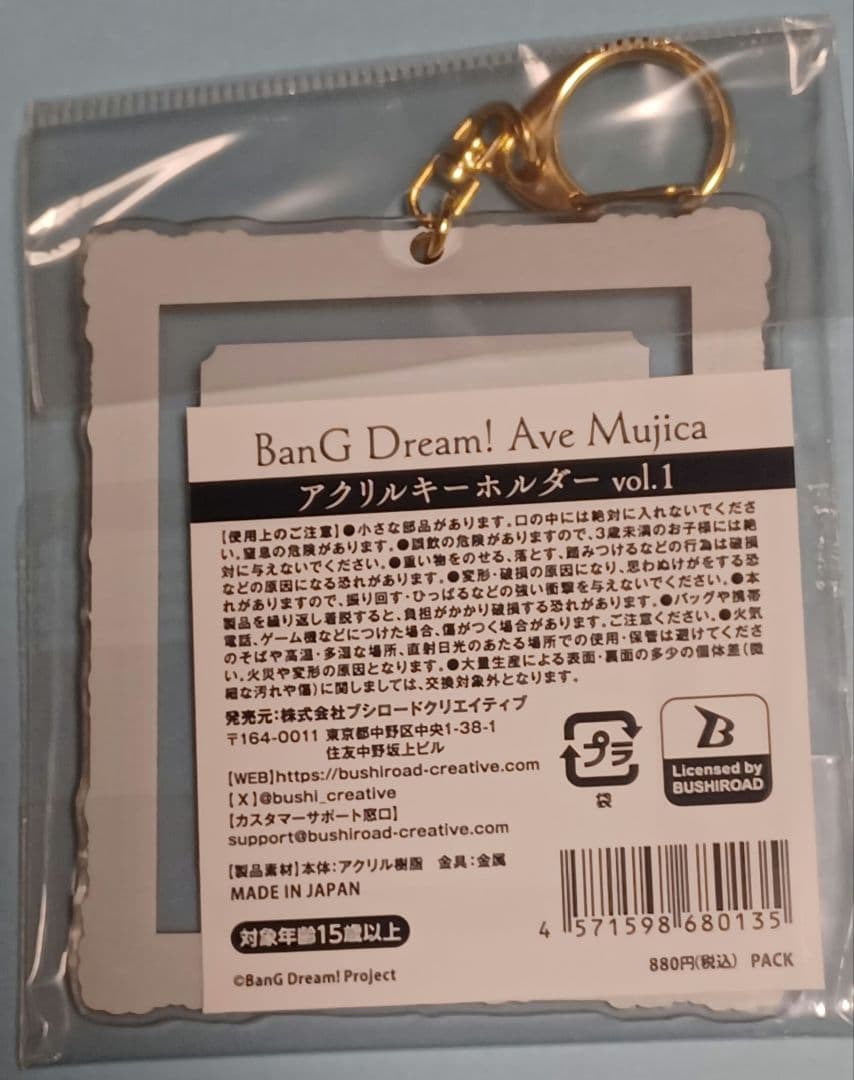 BanG Dream! Ave Mujica
アクリルキーホルダー vol.1
【使用上のご注意】●小さな部品があります。口の中には絶対に入れないでくださ
い。窒息の危険があります。●誤飲の危険がありますので、3歳未満のお子様には絶
対に与えないでください。●重い物をのせる、落とす、踏みつけるなどの行為は破損
などの原因になる恐れがあります。●変形・破損の原因になり、思わぬけがをする恐
れがありますので、振り回す・ひっぱるなどの強い衝撃を与えないでください。●本
製品を繰り返し着脱すると、負担がかかり破損する恐れがあります。●バッグや携帯
電話、ゲーム機などにつけた場合、傷がつく場合があります。ご注意ください。●火気
のそばや高温・多湿な場所、直射日光のあたる場所での使用・保管は避けてくださ
い。火災や変形の原因となります。●大量生産による表面・裏面の多少の個体差(微
細な汚れや傷)に関しましては、交換対象外となります。
発売元:株式会社ブシロードクリエイティブ
〒164-0011 東京都中野区中央1-38-1
住友中野坂上ビル
【WEB】https://bushiroad-creative.com
【X】@bushi_creative
【カスタマーサポート窓口】
support@bushiroad-creative.com
プラ
袋
B
Licensed by
BUSHIROAD
【製品素材】本体:アクリル樹脂 金具:金属
MADE IN JAPAN
対象年齢15歳以上
©BanG Dream! Project
4 571598 680135
880円(税込) PACK